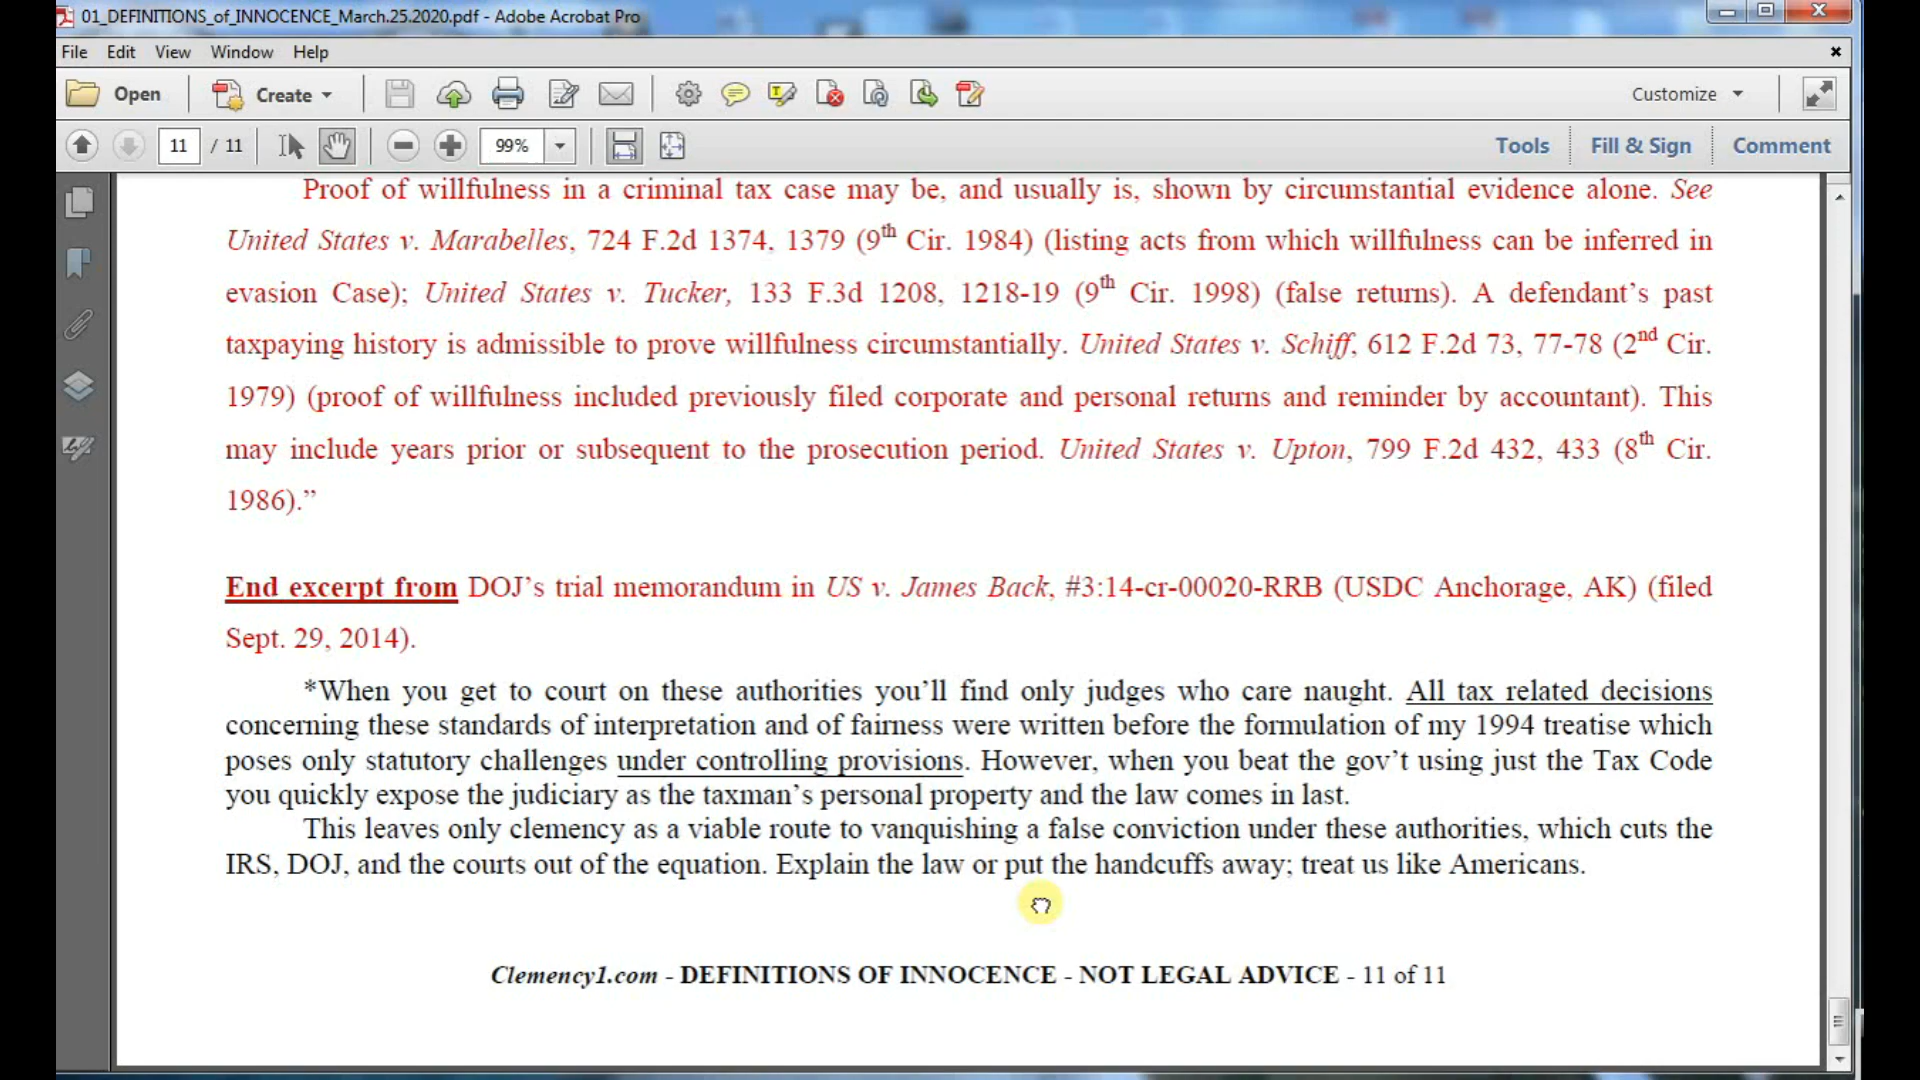 01_DEFINITIONS_of_INNOCENCE_March.25.2020.pdf - Adobe Acrobat Pro
File Edit View Window Help
Open Create Customize
11 / 11 99% Tools Fill & Sign Comment
Proof of willfulness in a criminal tax case may be, and usually is, shown by circumstantial evidence alone. See
United States v. Marabelles, 724 F.2d 1374, 1379 (9th Cir. 1984) (listing acts from which willfulness can be inferred in
evasion Case); United States v. Tucker, 133 F.3d 1208, 1218-19 (9th Cir. 1998) (false returns). A defendant’s past
taxpaying history is admissible to prove willfulness circumstantially. United States v. Schiff, 612 F.2d 73, 77-78 (2nd Cir.
1979) (proof of willfulness included previously filed corporate and personal returns and reminder by accountant). This
may include years prior or subsequent to the prosecution period. United States v. Upton, 799 F.2d 432, 433 (8th Cir.
1986).”
End excerpt from DOJ’s trial memorandum in US v. James Back, #3:14-cr-00020-RRB (USDC Anchorage, AK) (filed
Sept. 29, 2014).
*When you get to court on these authorities you’ll find only judges who care naught. All tax related decisions
concerning these standards of interpretation and of fairness were written before the formulation of my 1994 treatise which
poses only statutory challenges under controlling provisions. However, when you beat the gov’t using just the Tax Code
you quickly expose the judiciary as the taxman’s personal property and the law comes in last.
This leaves only clemency as a viable route to vanquishing a false conviction under these authorities, which cuts the
IRS, DOJ, and the courts out of the equation. Explain the law or put the handcuffs away; treat us like Americans.
Clemency1.com - DEFINITIONS OF INNOCENCE - NOT LEGAL ADVICE - 11 of 11